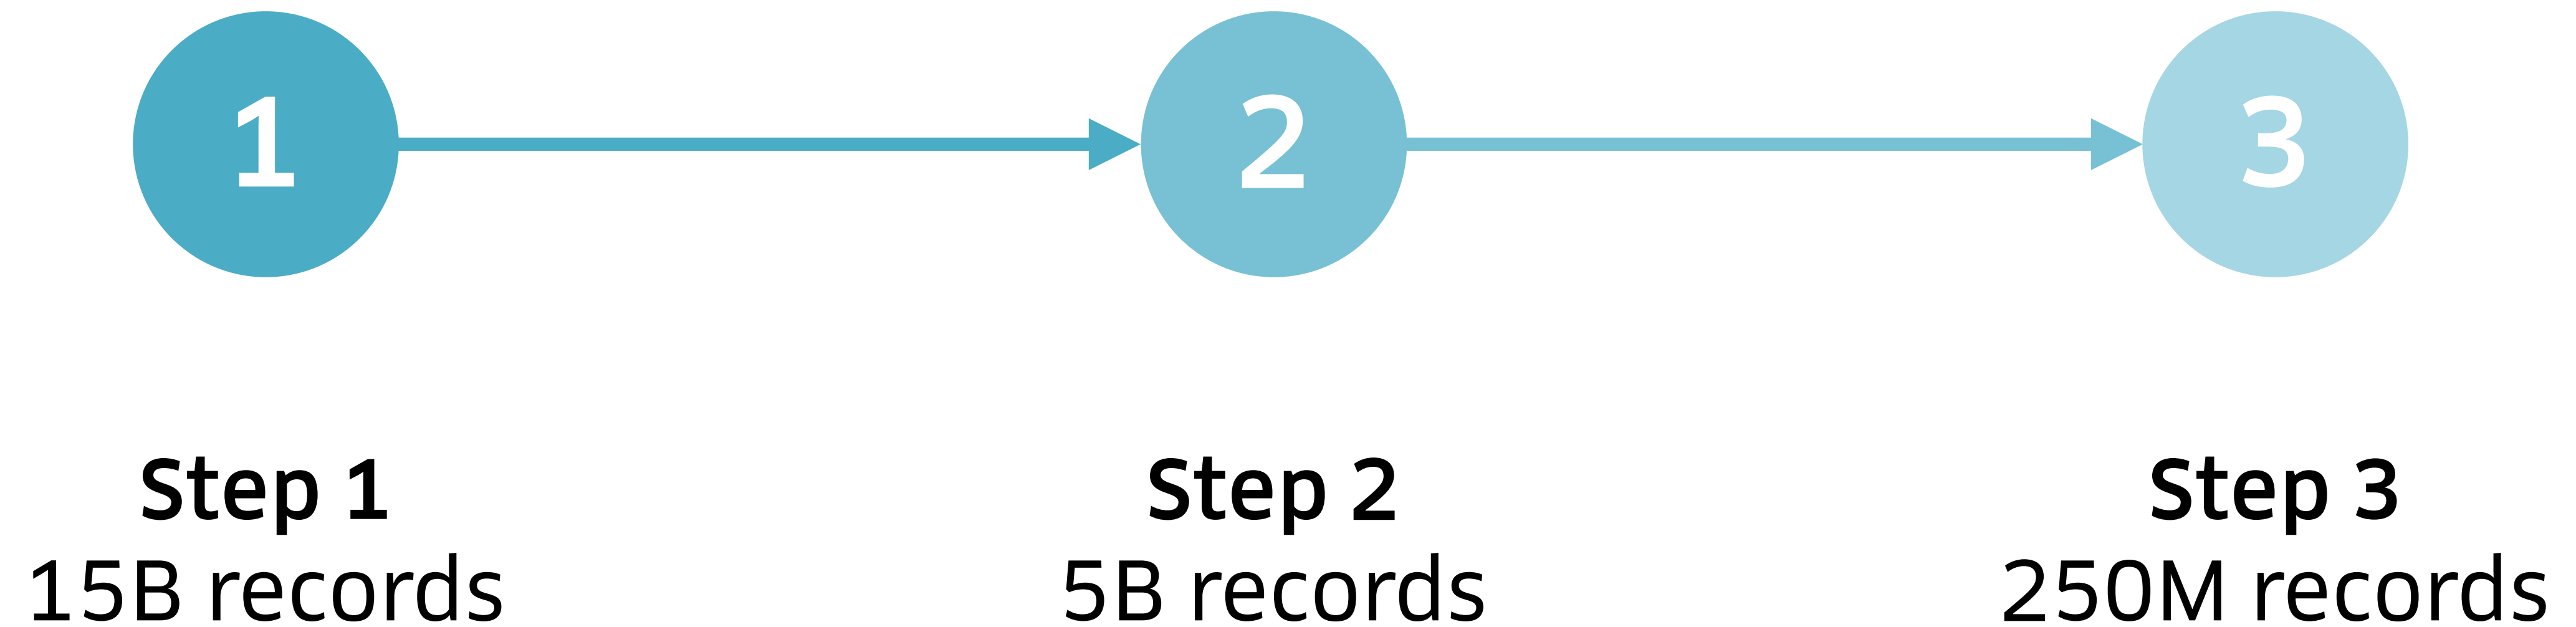 1
2
3
Step 1
15B records
Step 2
5B records
Step 3
250M records